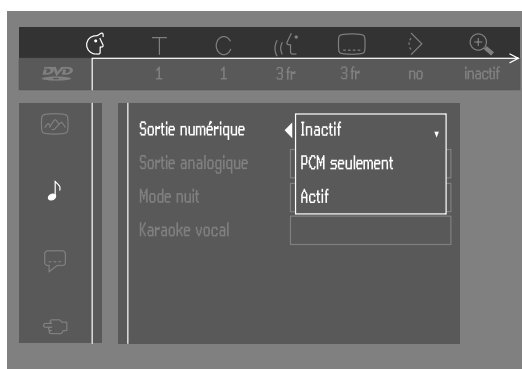 T C
DVD 1 1 3 fr 3 fr no inactif
Sortie numérique Inactif
Sortie analogique PCM seulement
Mode nuit Actif
Karaoke vocal